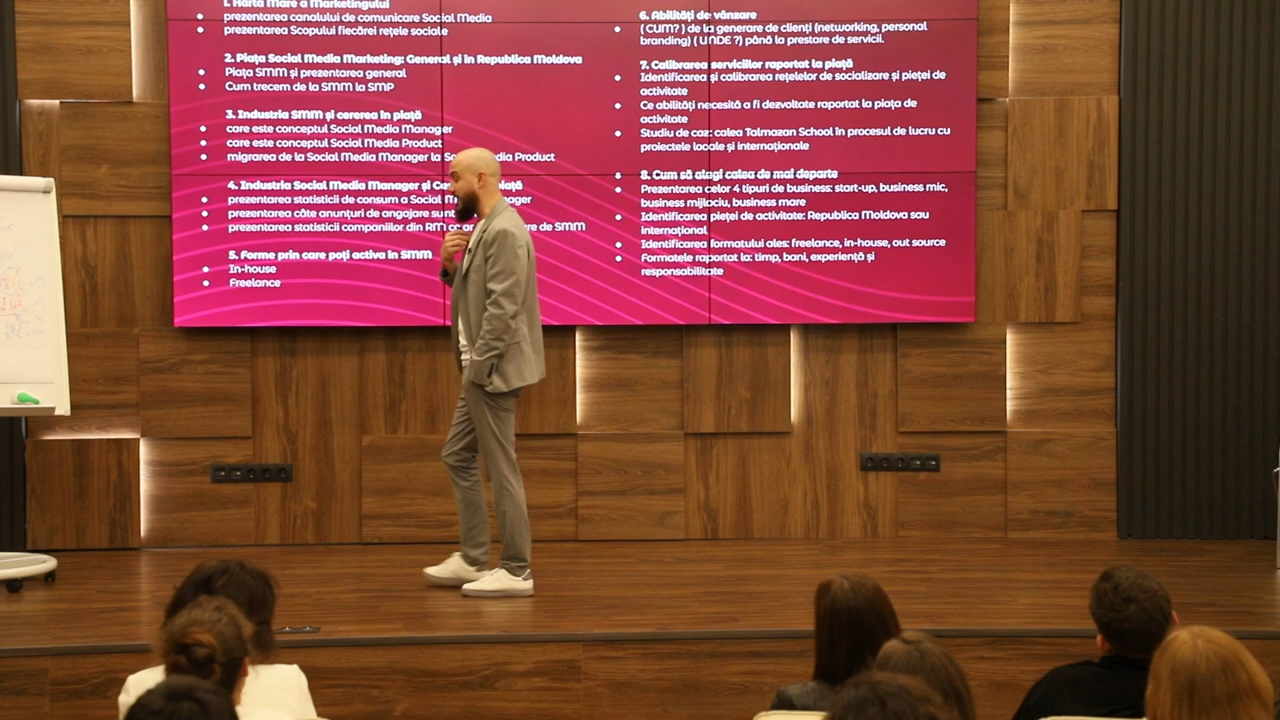 1. Harta Mare a Marketingului
prezentarea canalului de comunicare Social Media
prezentarea Scopului fiecărei rețele sociale
2. Piața Social Media Marketing: General și în Republica Moldova
Piața SMM și prezentarea general
Cum trecem de la SMM la SMP
3. Industria SMM și cererea în piață
care este conceptul Social Media Manager
care este conceptul Social Media Product
migrarea de la Social Media Manager la Media Product
4. Industria Social Media Manager și piață
prezentarea statisticii de consum a Social
prezentarea câte anunțuri de angajare sunt
prezentarea statisticii companiilor din RM de SMM
5. Forme prin care poți activa în SMM
In-house
Freelance
6. Abilități de vânzare
( CUM? ) de la generare de clienți (networking, personal
branding) ( UNDE ?) până la prestare de servicii.
7. Calibrarea serviciilor raportat la piață
Identificarea și calibrarea rețelelor de socializare și pieței de
activitate
Ce abilități necesită a fi dezvoltate raportat la piața de
activitate
Studiu de caz: calea Talmazan School în procesul de lucru cu
proiectele locale și internaționale
8. Cum să alegi calea de mai departe
Prezentarea celor 4 tipuri de business: start-up, business mic,
business mijlociu, business mare
Identificarea pieței de activitate: Republica Moldova sau
internațional
Identificarea formatului ales: freelance, in-house, out source
Formatele raportat la: timp, bani, experiență și
responsabilitate